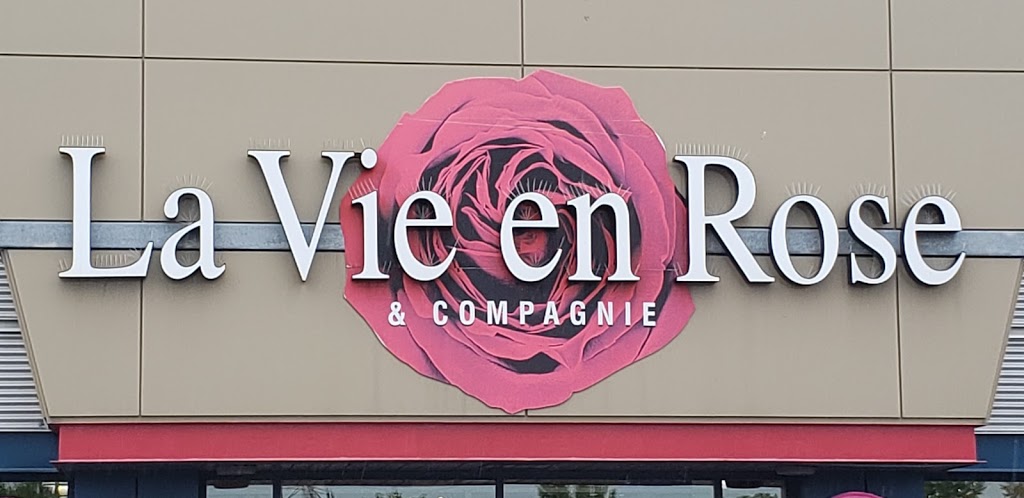 La Vie en Rose
& COMPAGNIE